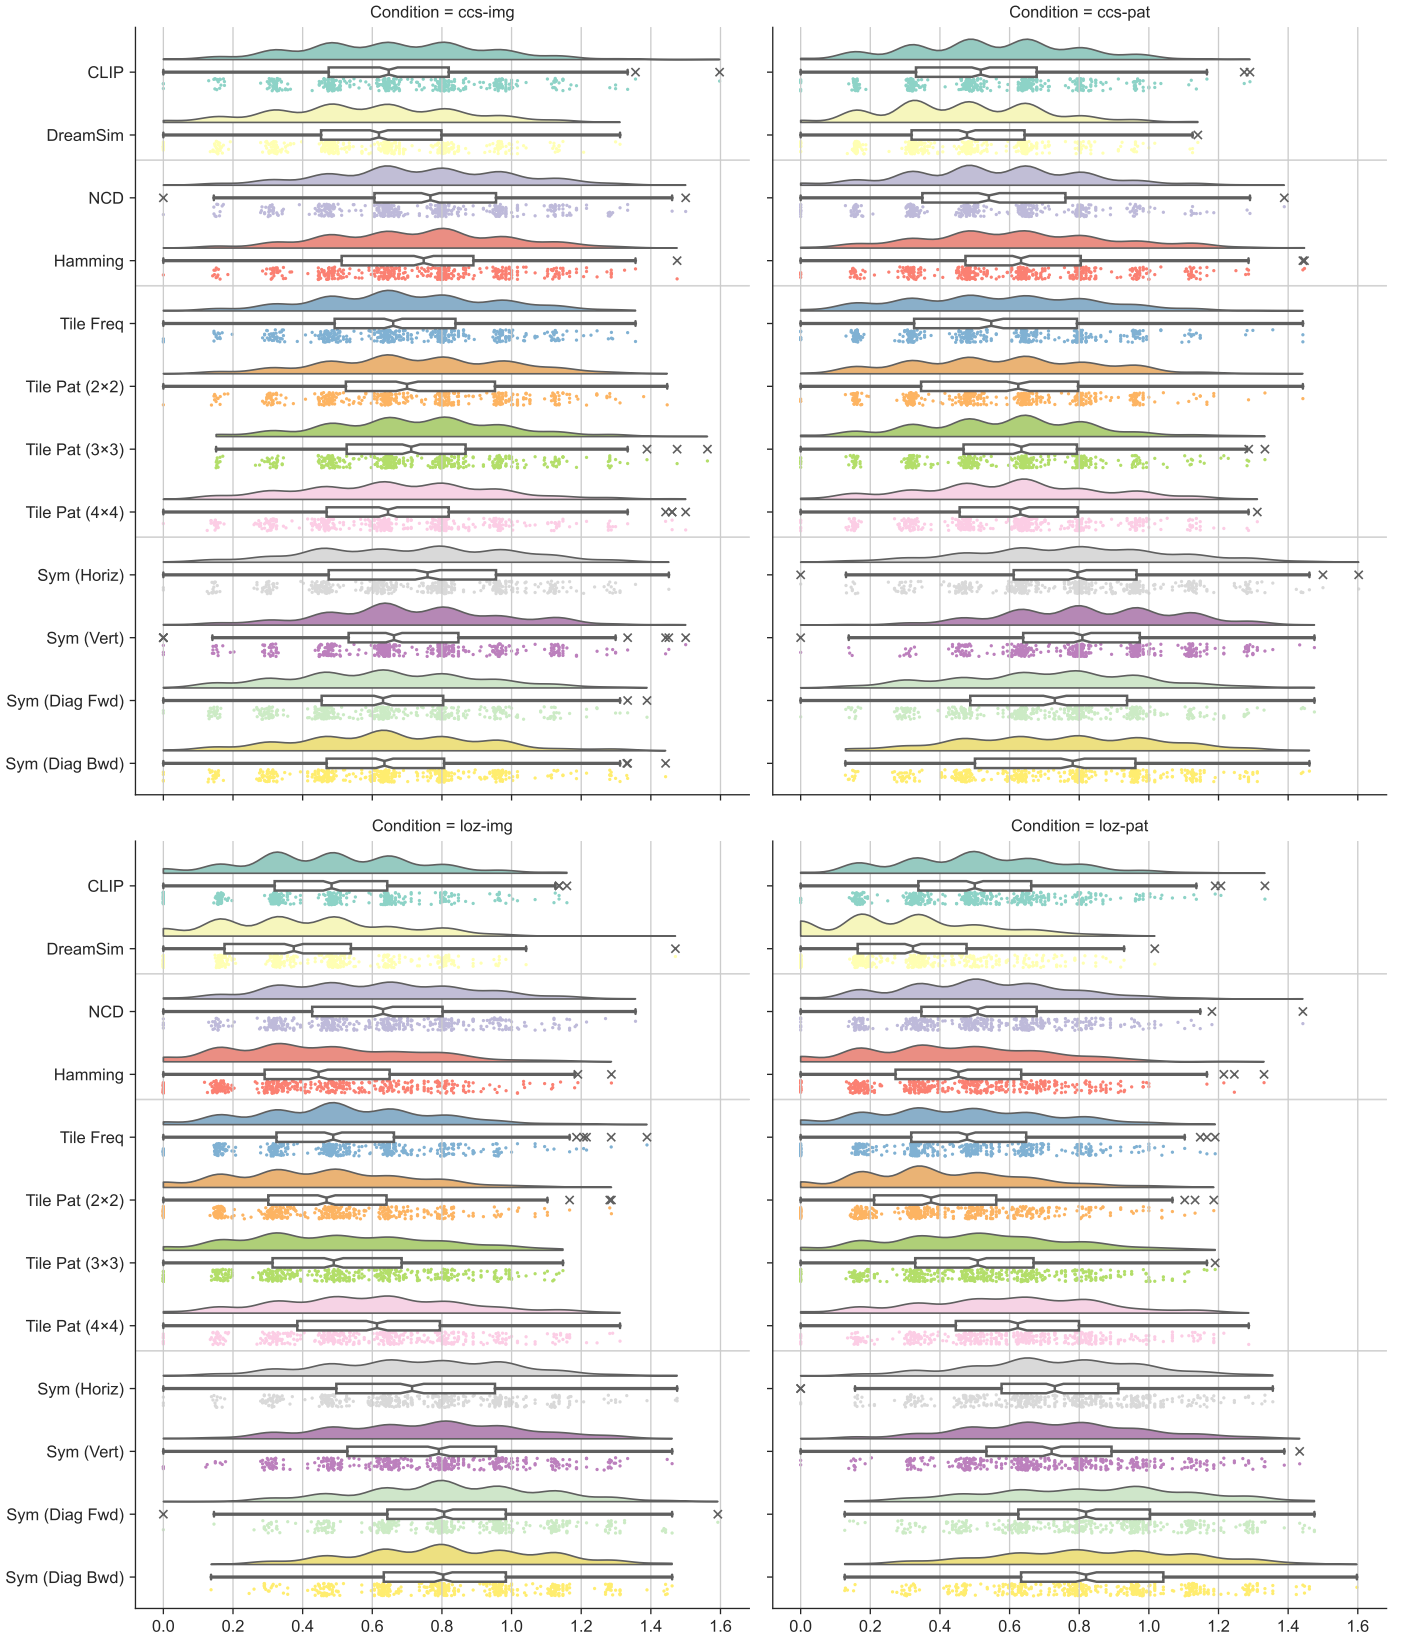 Condition = ccs-img
Condition = ccs-pat
CLIP
DreamSim
NCD
Hamming
Tile Freq
Tile Pat (2×2)
Tile Pat (3×3)
Tile Pat (4×4)
Sym (Horiz)
Sym (Vert)
Sym (Diag Fwd)
Sym (Diag Bwd)
Condition = loz-img
Condition = loz-pat
CLIP
DreamSim
NCD
Hamming
Tile Freq
Tile Pat (2×2)
Tile Pat (3×3)
Tile Pat (4×4)
Sym (Horiz)
Sym (Vert)
Sym (Diag Fwd)
Sym (Diag Bwd)
0.0 0.2 0.4 0.6 0.8 1.0 1.2 1.4 1.6
0.0 0.2 0.4 0.6 0.8 1.0 1.2 1.4 1.6